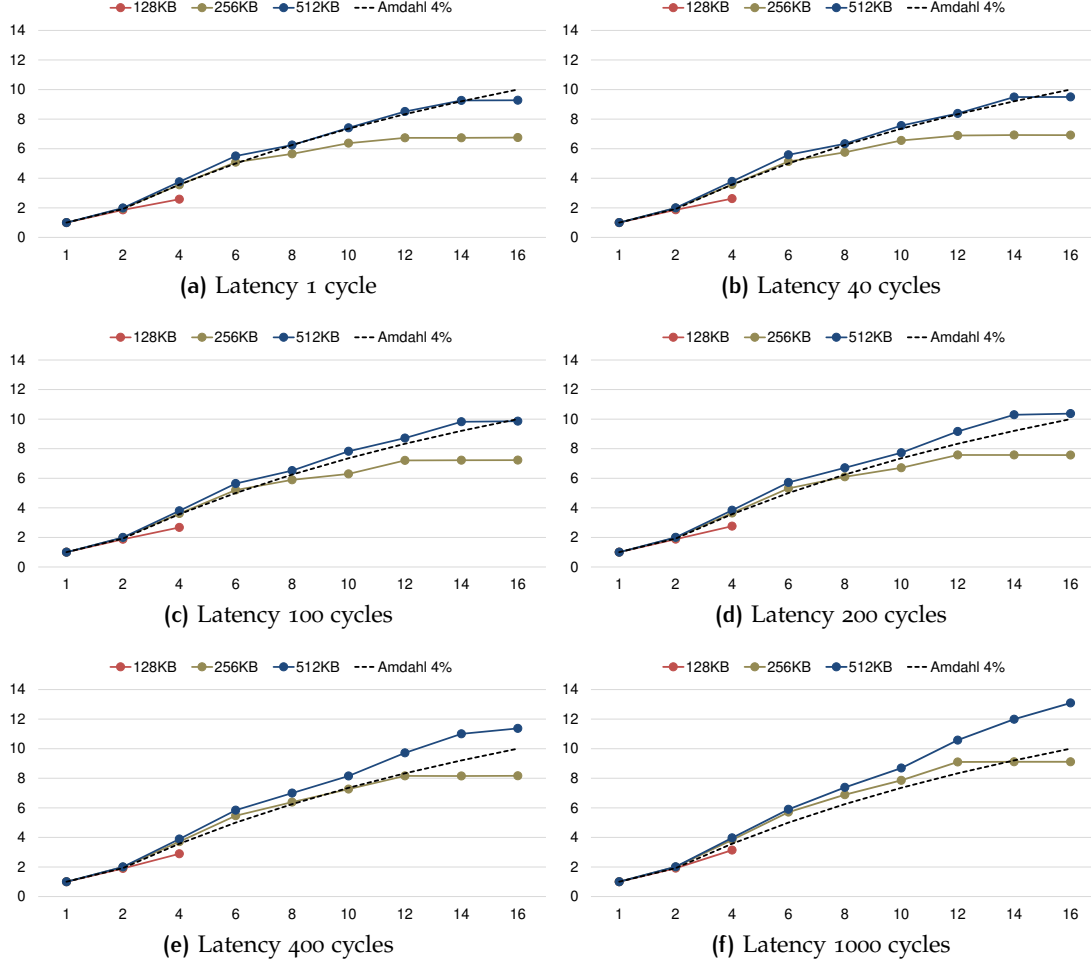 128KB 256KB 512KB Amdahl 4%
14
12
10
8
6
4
2
0
1 2 4 6 8 10 12 14 16
(a) Latency 1 cycle
128KB 256KB 512KB Amdahl 4%
14
12
10
8
6
4
2
0
1 2 4 6 8 10 12 14 16
(b) Latency 40 cycles
128KB 256KB 512KB Amdahl 4%
14
12
10
8
6
4
2
0
1 2 4 6 8 10 12 14 16
(c) Latency 100 cycles
128KB 256KB 512KB Amdahl 4%
14
12
10
8
6
4
2
0
1 2 4 6 8 10 12 14 16
(d) Latency 200 cycles
128KB 256KB 512KB Amdahl 4%
14
12
10
8
6
4
2
0
1 2 4 6 8 10 12 14 16
(e) Latency 400 cycles
128KB 256KB 512KB Amdahl 4%
14
12
10
8
6
4
2
0
1 2 4 6 8 10 12 14 16
(f) Latency 1000 cycles